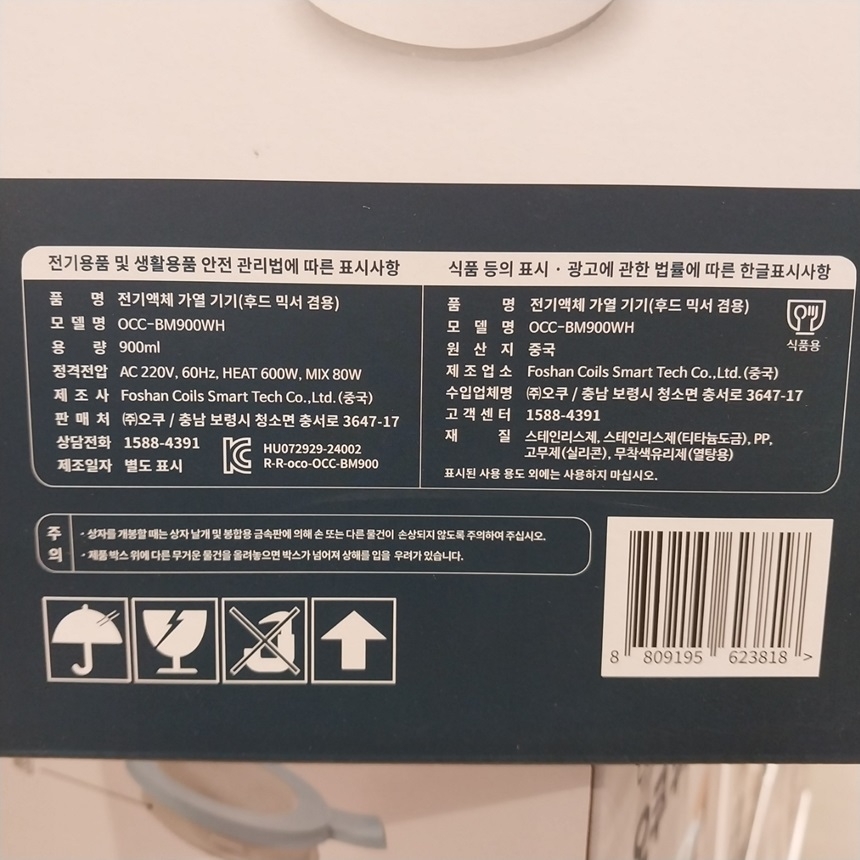 전기용품 및 생활용품 안전 관리법에 따른 표시사항
품 명 전기액체 가열 기기(후드 믹서 겸용)
모 델 명 OCC-BM900WH
용 량 900ml
정격전압 AC 220V, 60Hz, HEAT 600W, MIX 80W
제 조 사 Foshan Coils Smart Tech Co.,Ltd.(중국)
판 매 처 ㈜오쿠 / 충남 보령시 청소면 충서로 3647-17
상담전화 1588-4391
제조일자 별도 표시
HU072929-24002
R-R-oco-OCC-BM900
식품 등의 표시 · 광고에 관한 법률에 따른 한글표시사항
품 명 전기액체 가열 기기(후드 믹서 겸용)
모 델 명 OCC-BM900WH
원 산 지 중국
제 조 업 소 Foshan Coils Smart Tech Co.,Ltd.(중국)
수입업체명 ㈜오쿠 / 충남 보령시 청소면 충서로 3647-17
고 객 센 터 1588-4391
재 질 스테인리스제, 스테인리스제(티타늄도금), PP,
고무제(실리콘), 무착색유리제(열탕용)
표시된 사용 용도 외에는 사용하지 마십시오.
식품용
주의
· 상자를 개봉할 때는 상자 날개 및 봉합용 금속판에 의해 손 또는 다른 물건이 손상되지 않도록 주의하여 주십시오.
· 제품 박스 위에 다른 무거운 물건을 올려놓으면 박스가 넘어져 상해를 입을 우려가 있습니다.
8 809195 623818 >